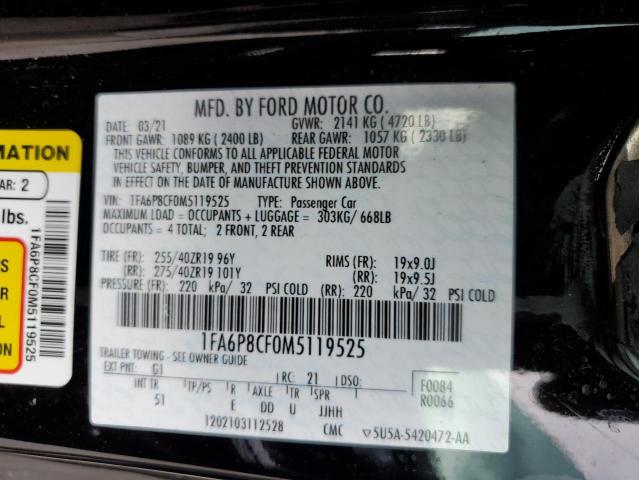 MFD. BY FORD MOTOR CO.
DATE: 03/21 GVWR: 2141 KG ( 4720 LB)
FRONT GAWR: 1089 KG ( 2400 LB) REAR GAWR: 1057 KG ( 2330 LB)
THIS VEHICLE CONFORMS TO ALL APPLICABLE FEDERAL MOTOR
VEHICLE SAFETY, BUMPER, AND THEFT PREVENTION STANDARDS
IN EFFECT ON THE DATE OF MANUFACTURE SHOWN ABOVE.
VIN: 1FA6P8CF0M5119525 TYPE: Passenger Car
MAXIMUM LOAD = OCCUPANTS + LUGGAGE = 303KG/ 668LB
OCCUPANTS = 4 TOTAL; 2 FRONT, 2 REAR
TIRE (FR): 255/40ZR19 96Y RIMS (FR): 19x9.0J
(RR): 275/40ZR19 101Y (RR): 19x9.5J
PRESSURE (FR): 220 kPa/ 32 PSI COLD (RR): 220 kPa/ 32 PSI COLD
1FA6P8CF0M5119525
TRAILER TOWING - SEE OWNER GUIDE
EXT PNT: G1 RC: 21 DSO: F0084
INT TR TP/PS R AXLE TR SPR R0066
51 E DD U JJHH
1202103112528 CMC 5U5A-5420472-AA
MATION
AR: 2
lbs.
1FA6P8CF0M5119525
S
R
L
ON